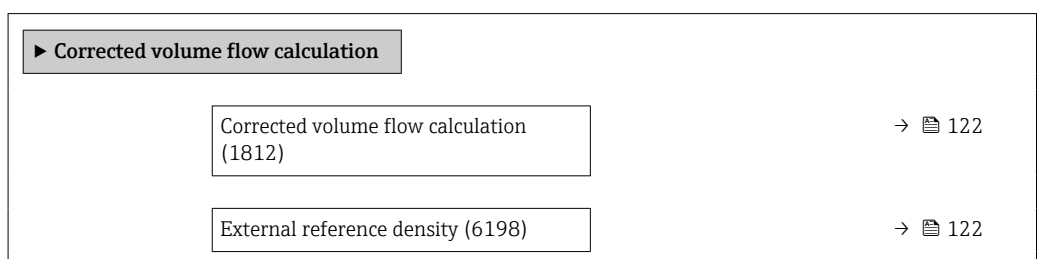 ▶ Corrected volume flow calculation
Corrected volume flow calculation
(1812)
→ 122
External reference density (6198)
→ 122